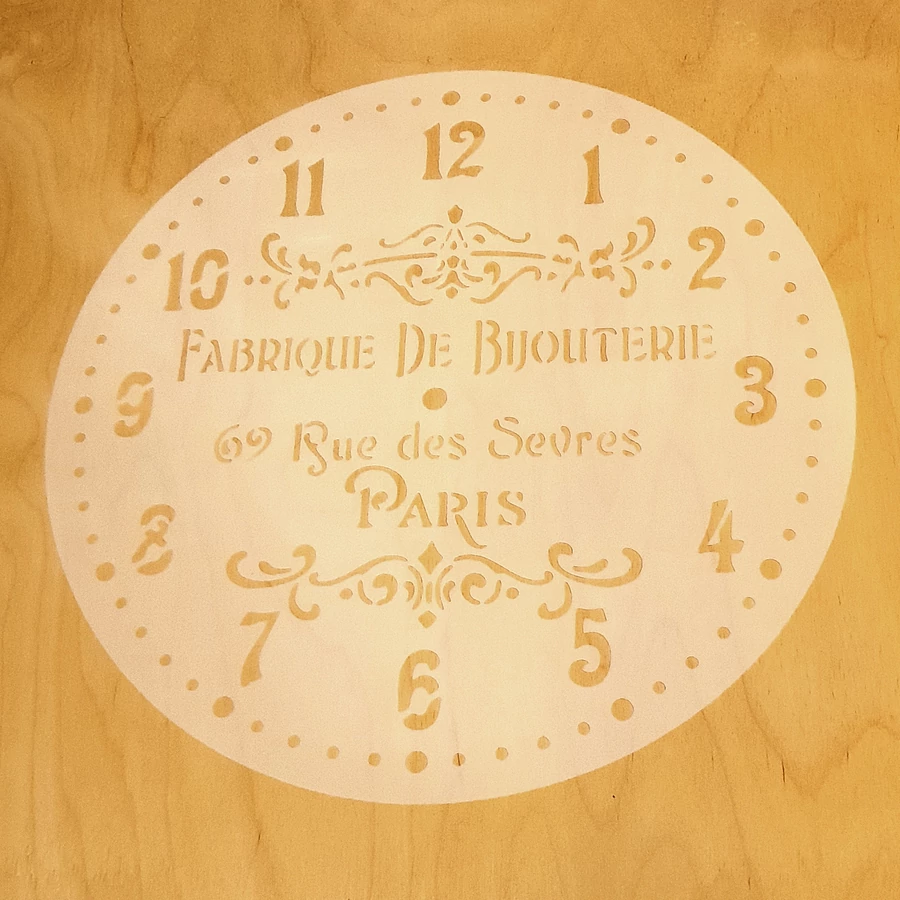 12
11 1
10 2
FABRIQUE DE BIJOUTERIE
9 3
69 Rue des Sevres
PARIS
8 4
7 5
6